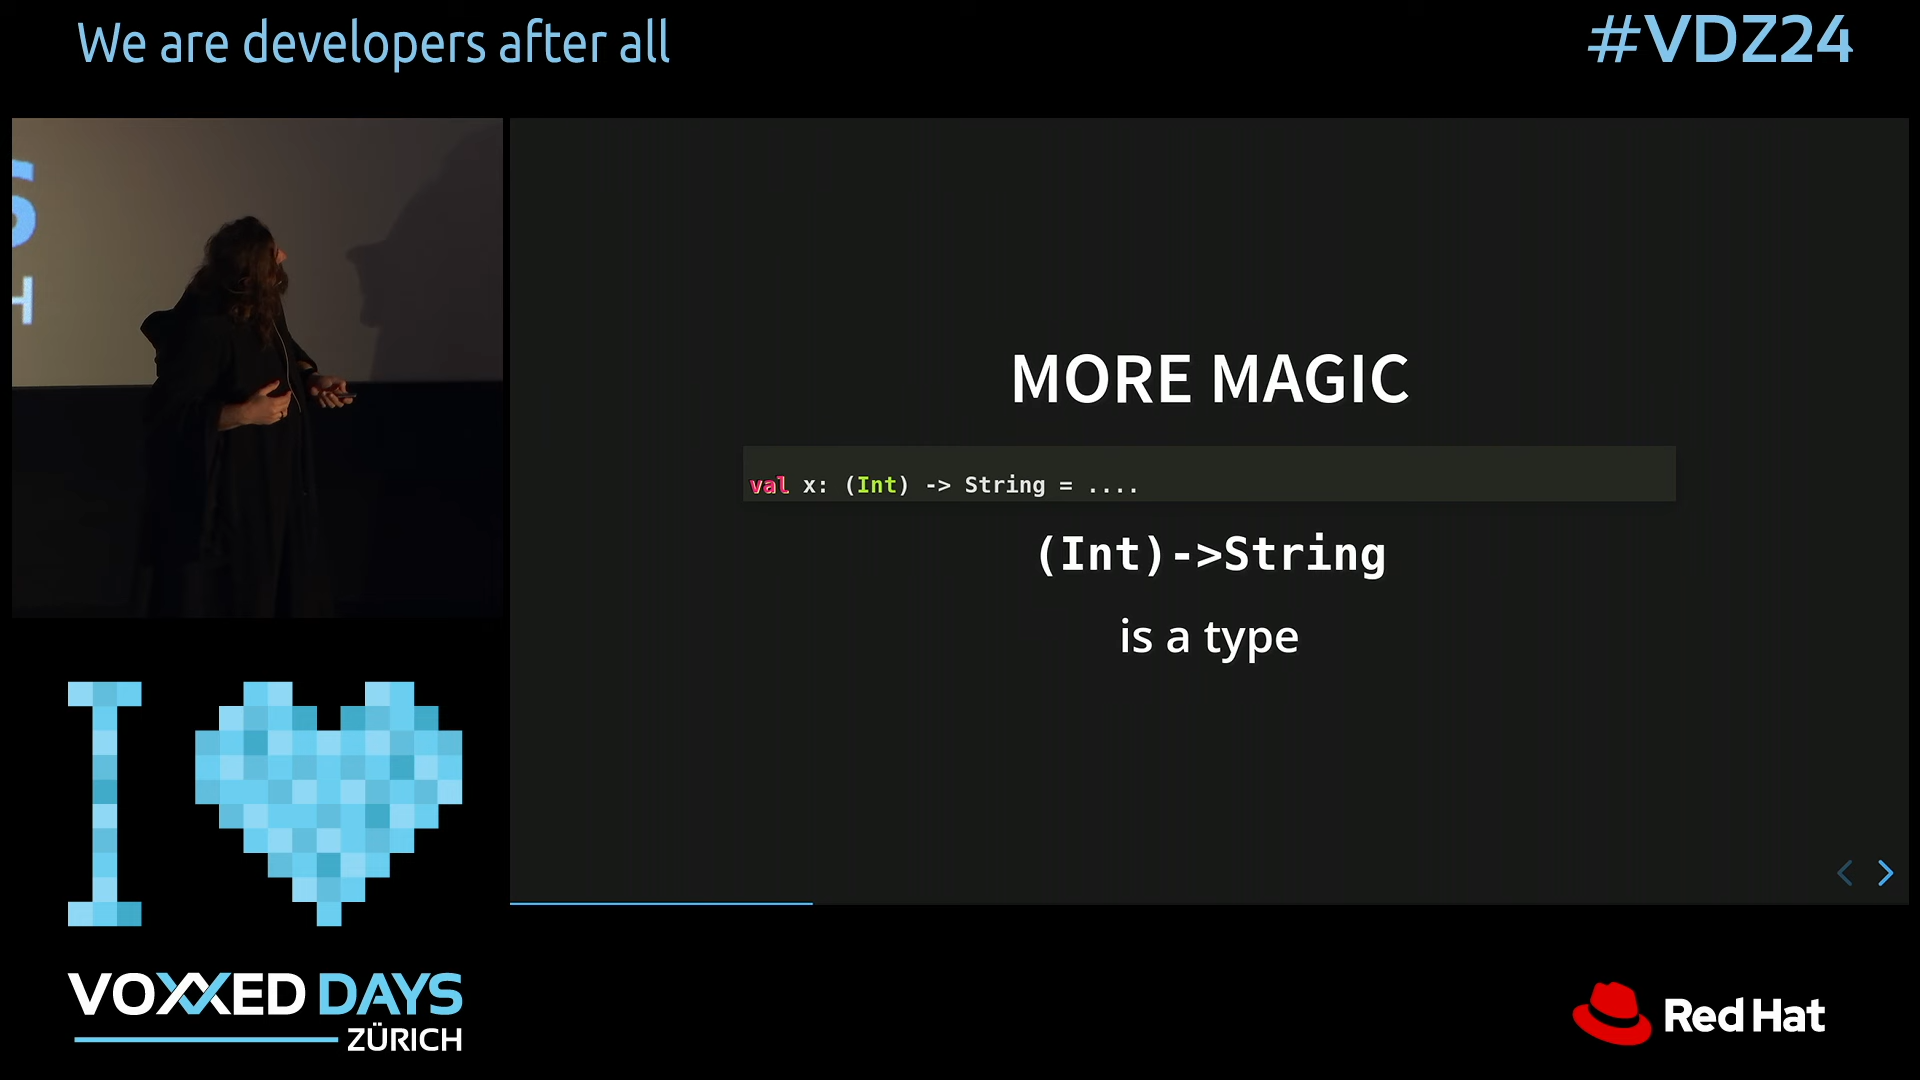 We are developers after all
#VDZ24
S
H
MORE MAGIC
val x: (Int) -> String = ....
(Int)->String
is a type
I
VOXXED DAYS
ZÜRICH
Red Hat